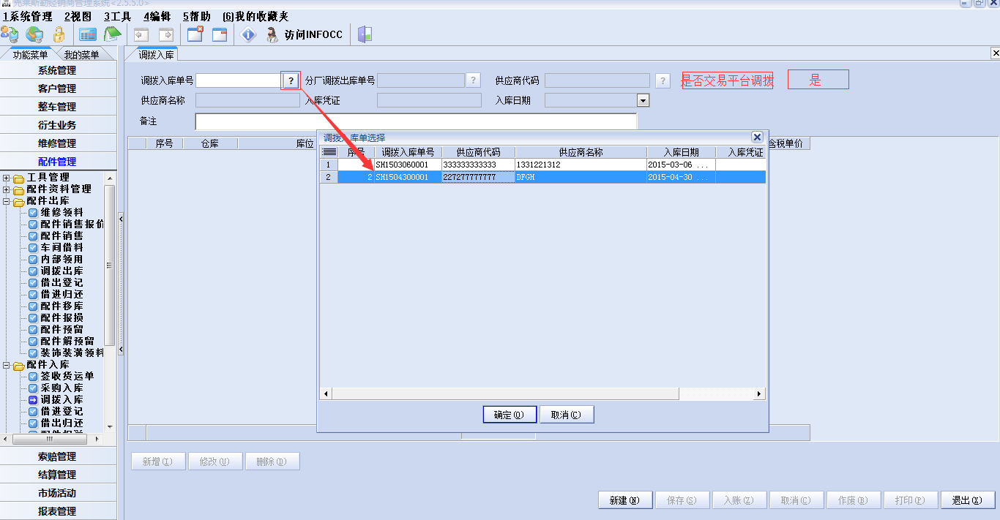 克莱斯勒经销商管理系统<2.5.5.0>
1系统管理 2视图 3工具 4编辑 5帮助 [6]我的收藏夹
访问INFOCC
功能菜单 我的菜单 调拨入库
系统管理
客户管理
整车管理
衍生业务
维修管理
配件管理
工具管理
配件资料管理
配件出库
维修领料
配件销售报价
配件销售
车间借料
内部领用
调拨出库
借出登记
借进归还
配件移库
配件报损
配件预留
配件解预留
装饰装潢领料
配件入库
签收货运单
采购入库
调拨入库
借进登记
借出归还
索赔管理
结算管理
市场活动
报表管理
调拨入库单号 ? 分厂调拨出库单号 ? 供应商代码 ? 是否交易平台调拨 是
供应商名称 入库凭证 入库日期
备注
序号 仓库 库位 含税单价
调拨入库单选择
序号 调拨入库单号 供应商代码 供应商名称 入库日期 入库凭证
1 SH1503060001 333333333333 1331221312 2015-03-06 ...
2 2 SH1504300001 227277777777 DFGH 2015-04-30 ...
确定(O) 取消(C)
新增(I) 修改(U) 删除(D)
新建(N) 保存(S) 入账(Z) 取消(C) 作废(B) 打印(P) 退出(X)